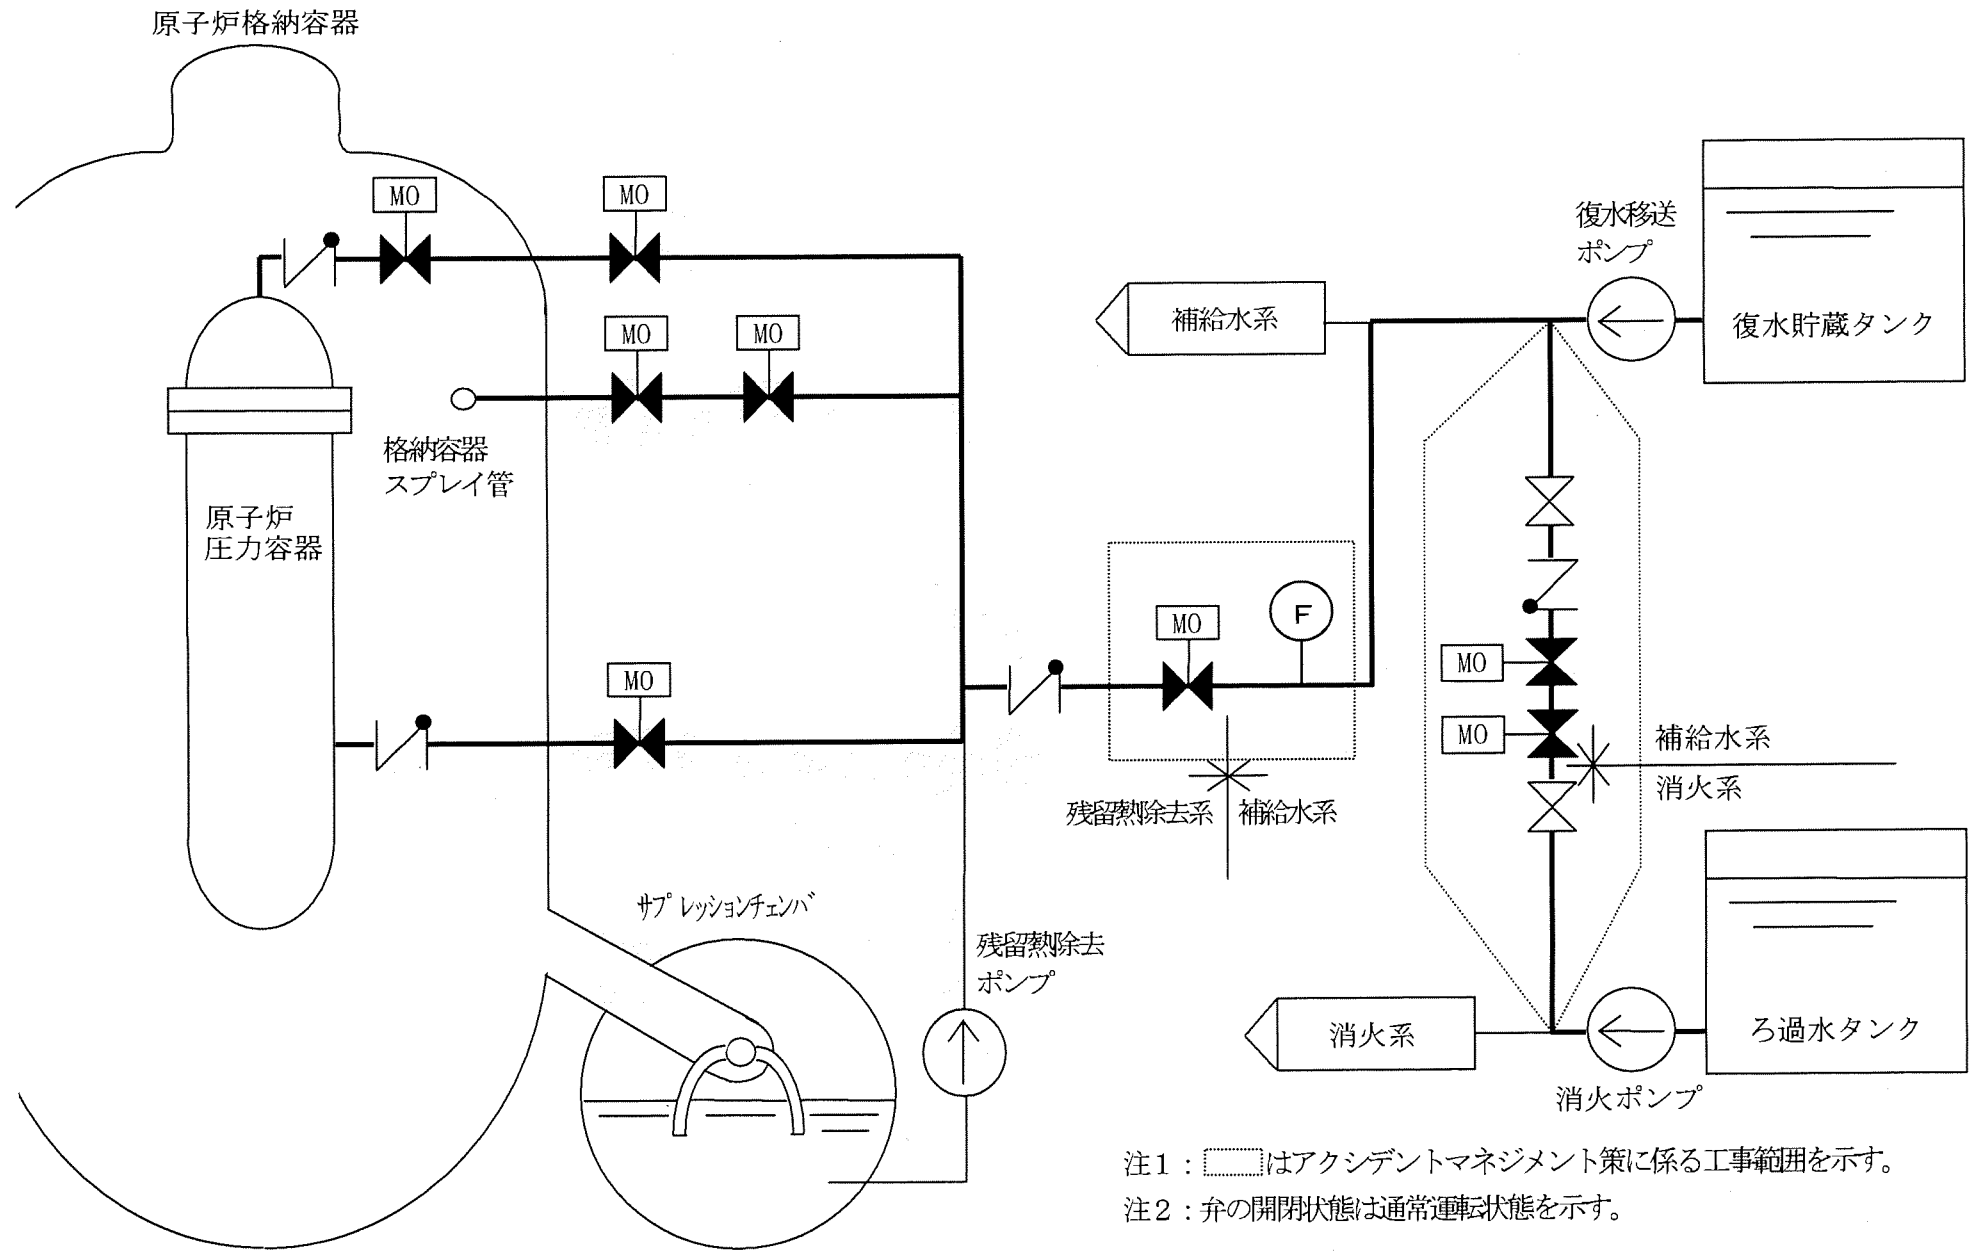 原子炉格納容器
MO
MO
復水移送
ポンプ
補給水系
復水貯蔵タンク
MO
MO
格納容器
スプレイ管
原子炉
圧力容器
F
MO
MO
MO
MO
補給水系
消火系
残留熱除去系
補給水系
サプレッションチェンバ
残留熱除去
ポンプ
消火系
ろ過水タンク
消火ポンプ
注1：はアクシデントマネジメント策に係る工事範囲を示す。
注2：弁の開閉状態は通常運転状態を示す。